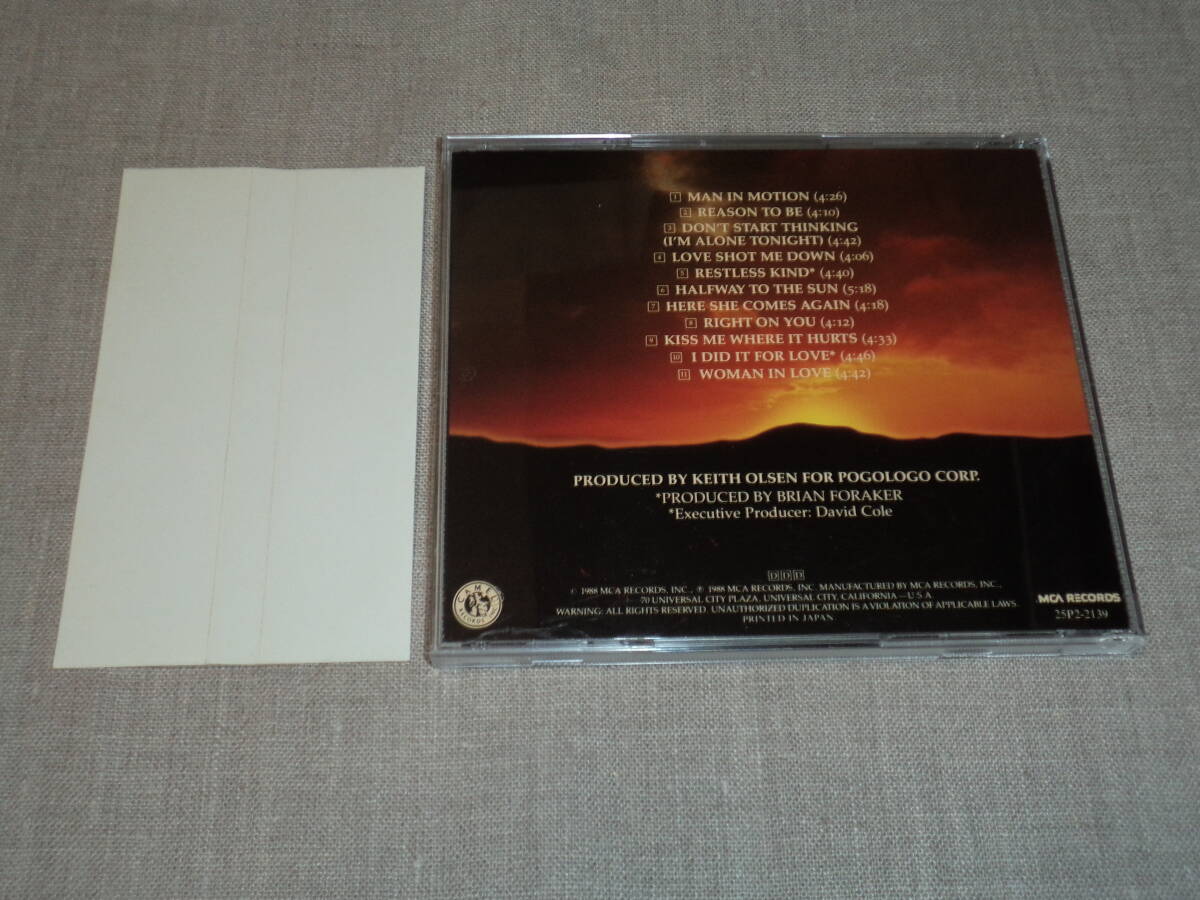 1 MAN IN MOTION (4:26)
2 REASON TO BE (4:10)
3 DON'T START THINKING
(I'M ALONE TONIGHT) (4:42)
4 LOVE SHOT ME DOWN (4:06)
5 RESTLESS KIND* (4:40)
6 HALFWAY TO THE SUN (5:18)
7 HERE SHE COMES AGAIN (4:18)
8 RIGHT ON YOU (4:12)
9 KISS ME WHERE IT HURTS (4:33)
10 I DID IT FOR LOVE* (4:46)
11 WOMAN IN LOVE (4:42)
PRODUCED BY KEITH OLSEN FOR POGOLOGO CORP.
*PRODUCED BY BRIAN FORAKER
*Executive Producer: David Cole
DDD
© 1988 MCA RECORDS, INC., ℗ 1988 MCA RECORDS, INC. MANUFACTURED BY MCA RECORDS, INC.,
70 UNIVERSAL CITY PLAZA, UNIVERSAL CITY, CALIFORNIA—U.S.A.
WARNING: ALL RIGHTS RESERVED. UNAUTHORIZED DUPLICATION IS A VIOLATION OF APPLICABLE LAWS.
PRINTED IN JAPAN
CAMEL RECORDS
MCA RECORDS
25P2-2139